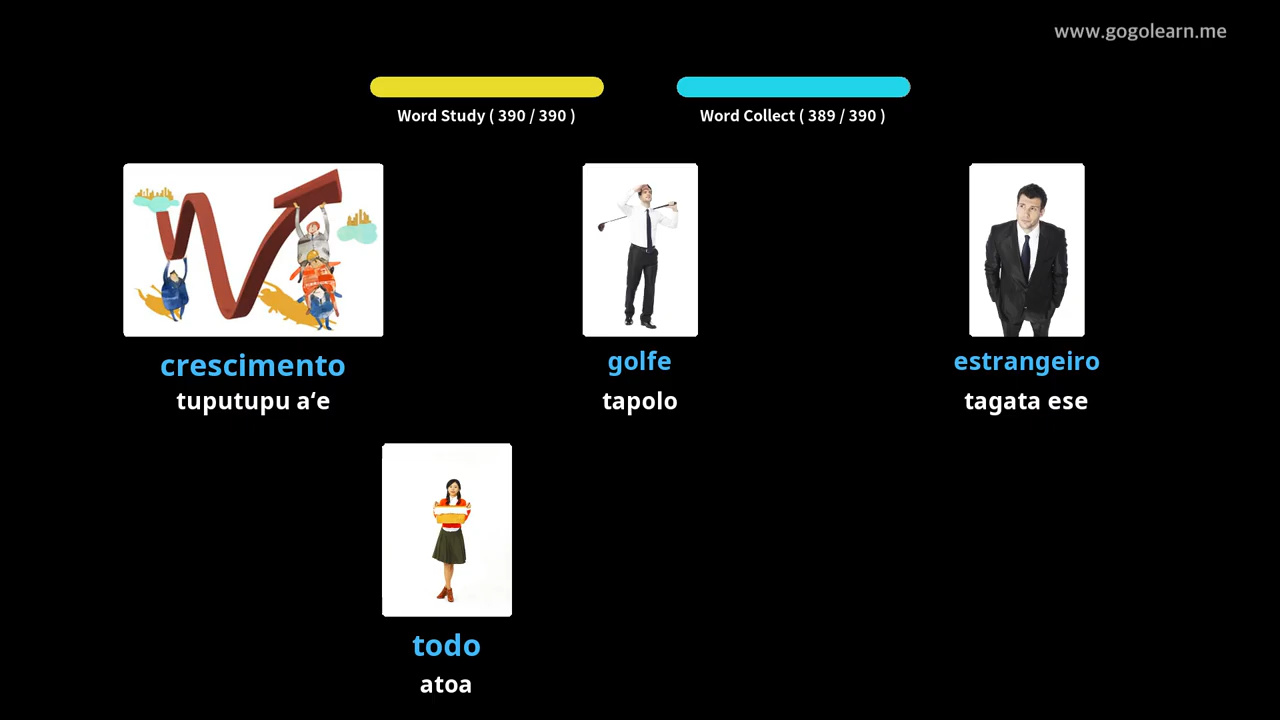 www.gogolearn.me
Word Study ( 390 / 390 )
Word Collect ( 389 / 390 )
crescimento
tuputupu aʻe
golfe
tapolo
estrangeiro
tagata ese
todo
atoa